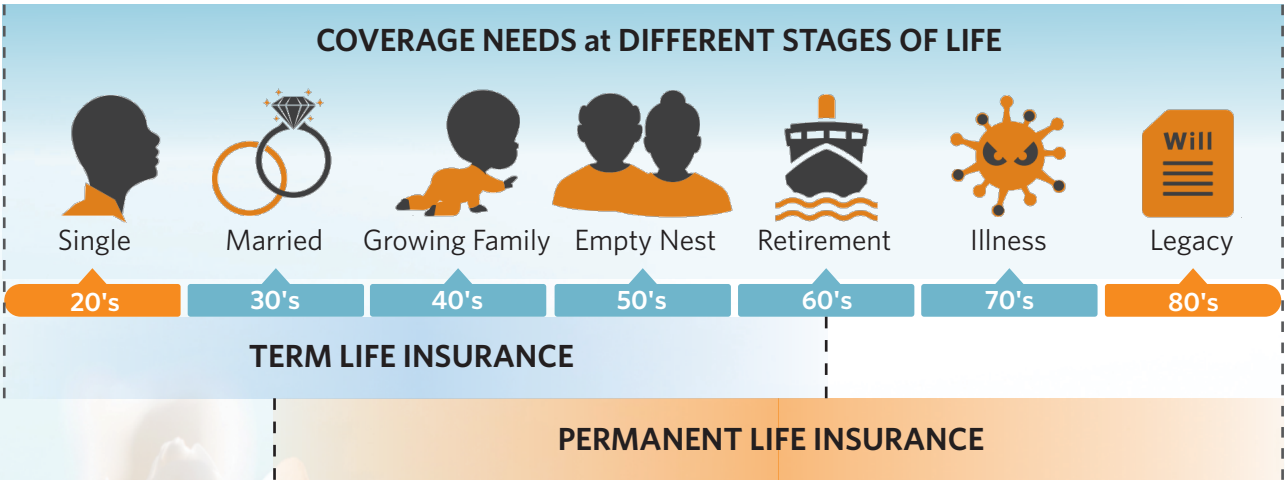 COVERAGE NEEDS at DIFFERENT STAGES OF LIFE
Will
Single Married Growing Family Empty Nest Retirement Illness Legacy
20's 30's 40's 50's 60's 70's 80's
TERM LIFE INSURANCE
PERMANENT LIFE INSURANCE